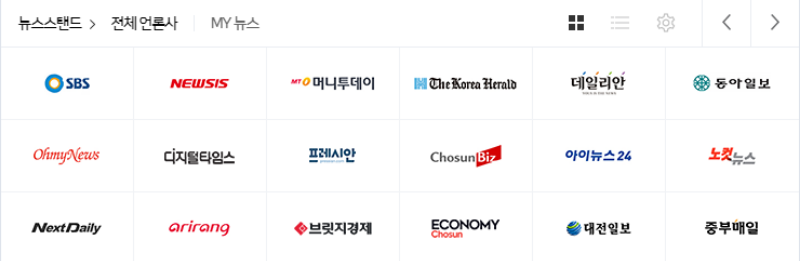 뉴스스탠드 > 전체 언론사 MY 뉴스
SBS NEWSIS MT 머니투데이 The Korea Herald 데일리안 동아일보
OhmyNews 디지털타임스 프레시안 ChosunBiz 아이뉴스24 노컷뉴스
NextDaily arirang 브릿지경제 ECONOMY Chosun 대전일보 중부매일